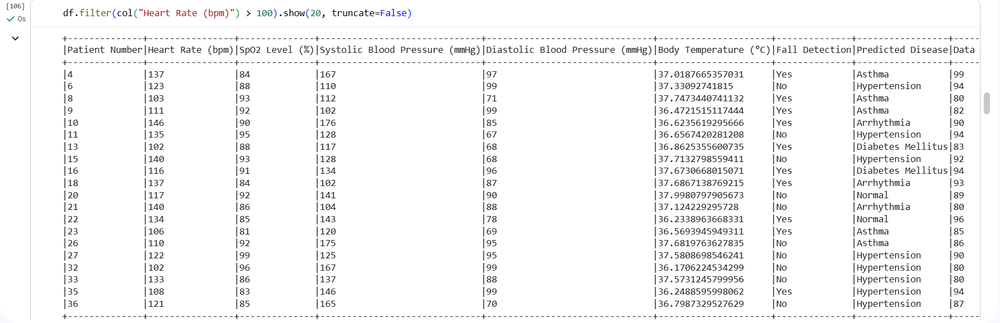 [106]
0s
df.filter(col("Heart Rate (bpm)") > 100).show(20, truncate=False)
+--------------+----------------+--------------+------------------------------+-------------------------------+---------------------+--------------+-----------------+-----
|Patient Number|Heart Rate (bpm)|SpO2 Level (%)|Systolic Blood Pressure (mmHg)|Diastolic Blood Pressure (mmHg)|Body Temperature (°C)|Fall Detection|Predicted Disease|Data
+--------------+----------------+--------------+------------------------------+-------------------------------+---------------------+--------------+-----------------+-----
|4             |137             |84            |167                           |97                             |37.0187665357031     |Yes           |Asthma           |99
|6             |123             |88            |110                           |99                             |37.33092741815       |No            |Hypertension     |94
|8             |103             |93            |112                           |71                             |37.7473440741132     |Yes           |Asthma           |80
|9             |111             |92            |102                           |99                             |36.4721515117444     |Yes           |Asthma           |82
|10            |146             |90            |176                           |85                             |36.6235619295666     |Yes           |Arrhythmia       |90
|11            |135             |95            |128                           |67                             |36.6567420281208     |No            |Hypertension     |94
|13            |102             |88            |117                           |68                             |36.8625355600735     |Yes           |Diabetes Mellitus|83
|15            |140             |93            |128                           |68                             |37.7132798559411     |No            |Hypertension     |92
|16            |116             |91            |134                           |96                             |37.6730668015071     |Yes           |Diabetes Mellitus|94
|18            |137             |84            |102                           |87                             |37.6867138769215     |Yes           |Arrhythmia       |93
|20            |117             |92            |141                           |90                             |37.9980797905673     |No            |Normal           |89
|21            |140             |86            |104                           |88                             |37.124229295728      |No            |Arrhythmia       |80
|22            |134             |85            |143                           |78                             |36.2338963668331     |Yes           |Normal           |96
|23            |106             |81            |120                           |69                             |36.5693945949311     |Yes           |Asthma           |85
|26            |110             |92            |175                           |95                             |37.6819763627835     |No            |Asthma           |86
|27            |122             |99            |125                           |95                             |37.5808698546241     |No            |Hypertension     |90
|32            |102             |96            |167                           |99                             |36.1706224534299     |No            |Hypertension     |80
|33            |133             |86            |137                           |88                             |37.5731245799956     |No            |Hypertension     |80
|35            |108             |83            |146                           |99                             |36.2488595998062     |Yes           |Hypertension     |94
|36            |121             |85            |165                           |70                             |36.7987329527629     |No            |Hypertension     |87
+--------------+----------------+--------------+------------------------------+-------------------------------+---------------------+--------------+-----------------+-----